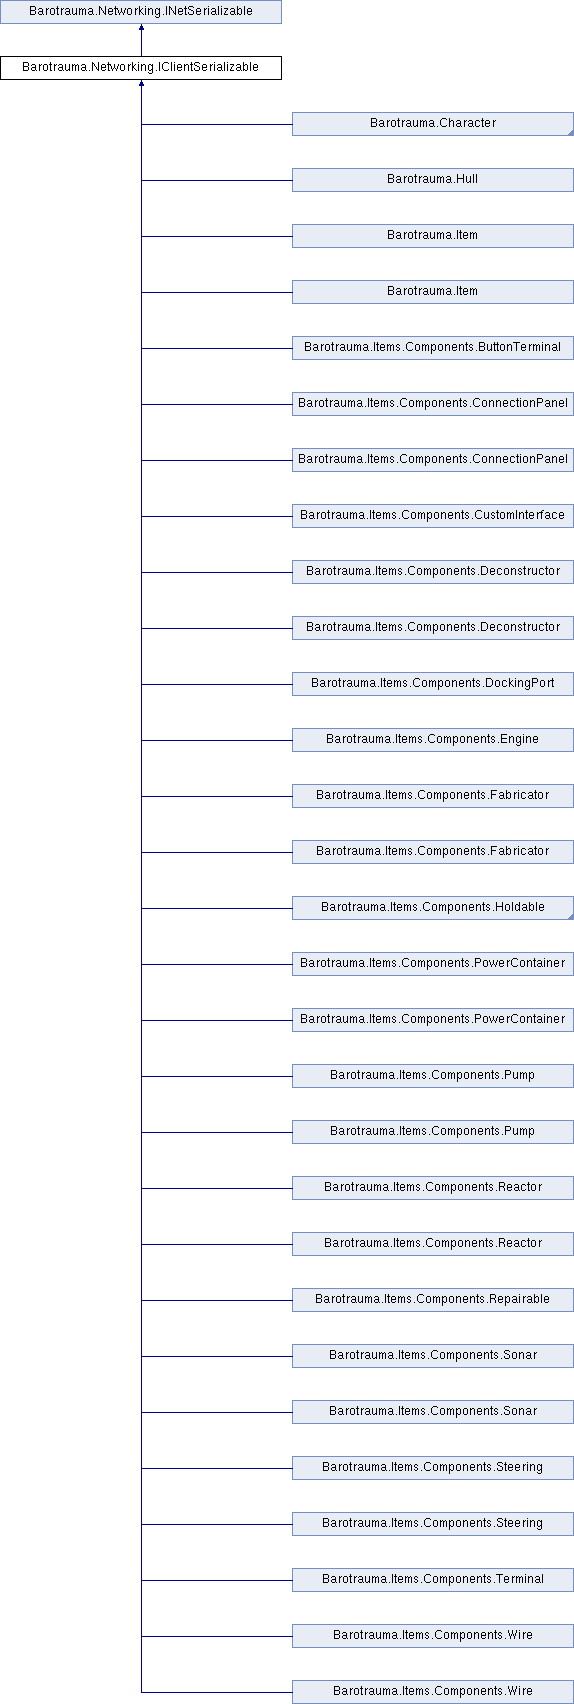 Barotrauma.Networking.INetSerializable
Barotrauma.Networking.IClientSerializable
Barotrauma.Character
Barotrauma.Hull
Barotrauma.Item
Barotrauma.Item
Barotrauma.Items.Components.ButtonTerminal
Barotrauma.Items.Components.ConnectionPanel
Barotrauma.Items.Components.ConnectionPanel
Barotrauma.Items.Components.CustomInterface
Barotrauma.Items.Components.Deconstructor
Barotrauma.Items.Components.Deconstructor
Barotrauma.Items.Components.DockingPort
Barotrauma.Items.Components.Engine
Barotrauma.Items.Components.Fabricator
Barotrauma.Items.Components.Fabricator
Barotrauma.Items.Components.Holdable
Barotrauma.Items.Components.PowerContainer
Barotrauma.Items.Components.PowerContainer
Barotrauma.Items.Components.Pump
Barotrauma.Items.Components.Pump
Barotrauma.Items.Components.Reactor
Barotrauma.Items.Components.Reactor
Barotrauma.Items.Components.Repairable
Barotrauma.Items.Components.Sonar
Barotrauma.Items.Components.Sonar
Barotrauma.Items.Components.Steering
Barotrauma.Items.Components.Steering
Barotrauma.Items.Components.Terminal
Barotrauma.Items.Components.Wire
Barotrauma.Items.Components.Wire